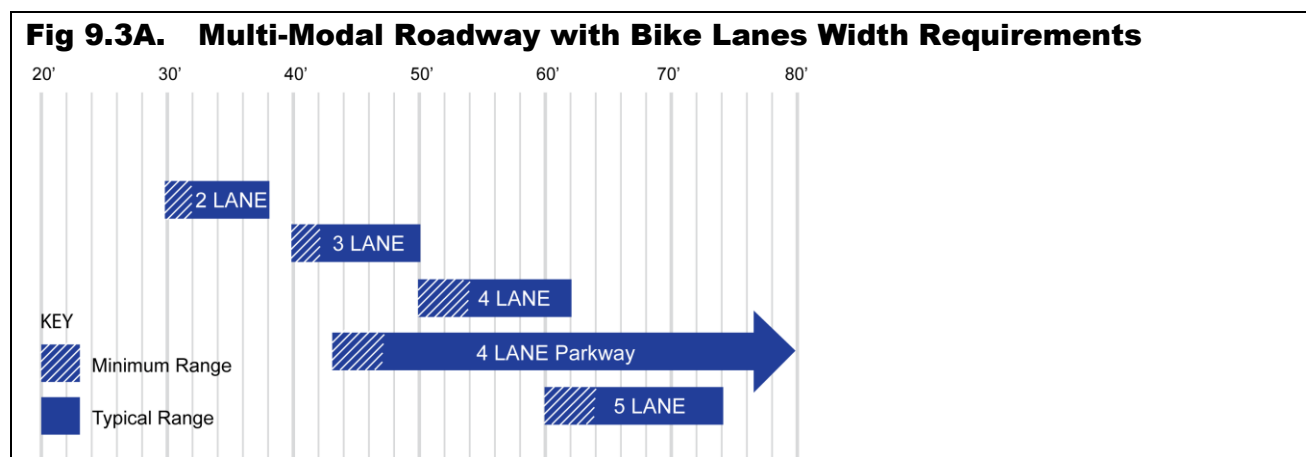 Fig 9.3A. Multi-Modal Roadway with Bike Lanes Width Requirements
20' 30' 40' 50' 60' 70' 80'
2 LANE
3 LANE
4 LANE
KEY
4 LANE Parkway
Minimum Range
5 LANE
Typical Range